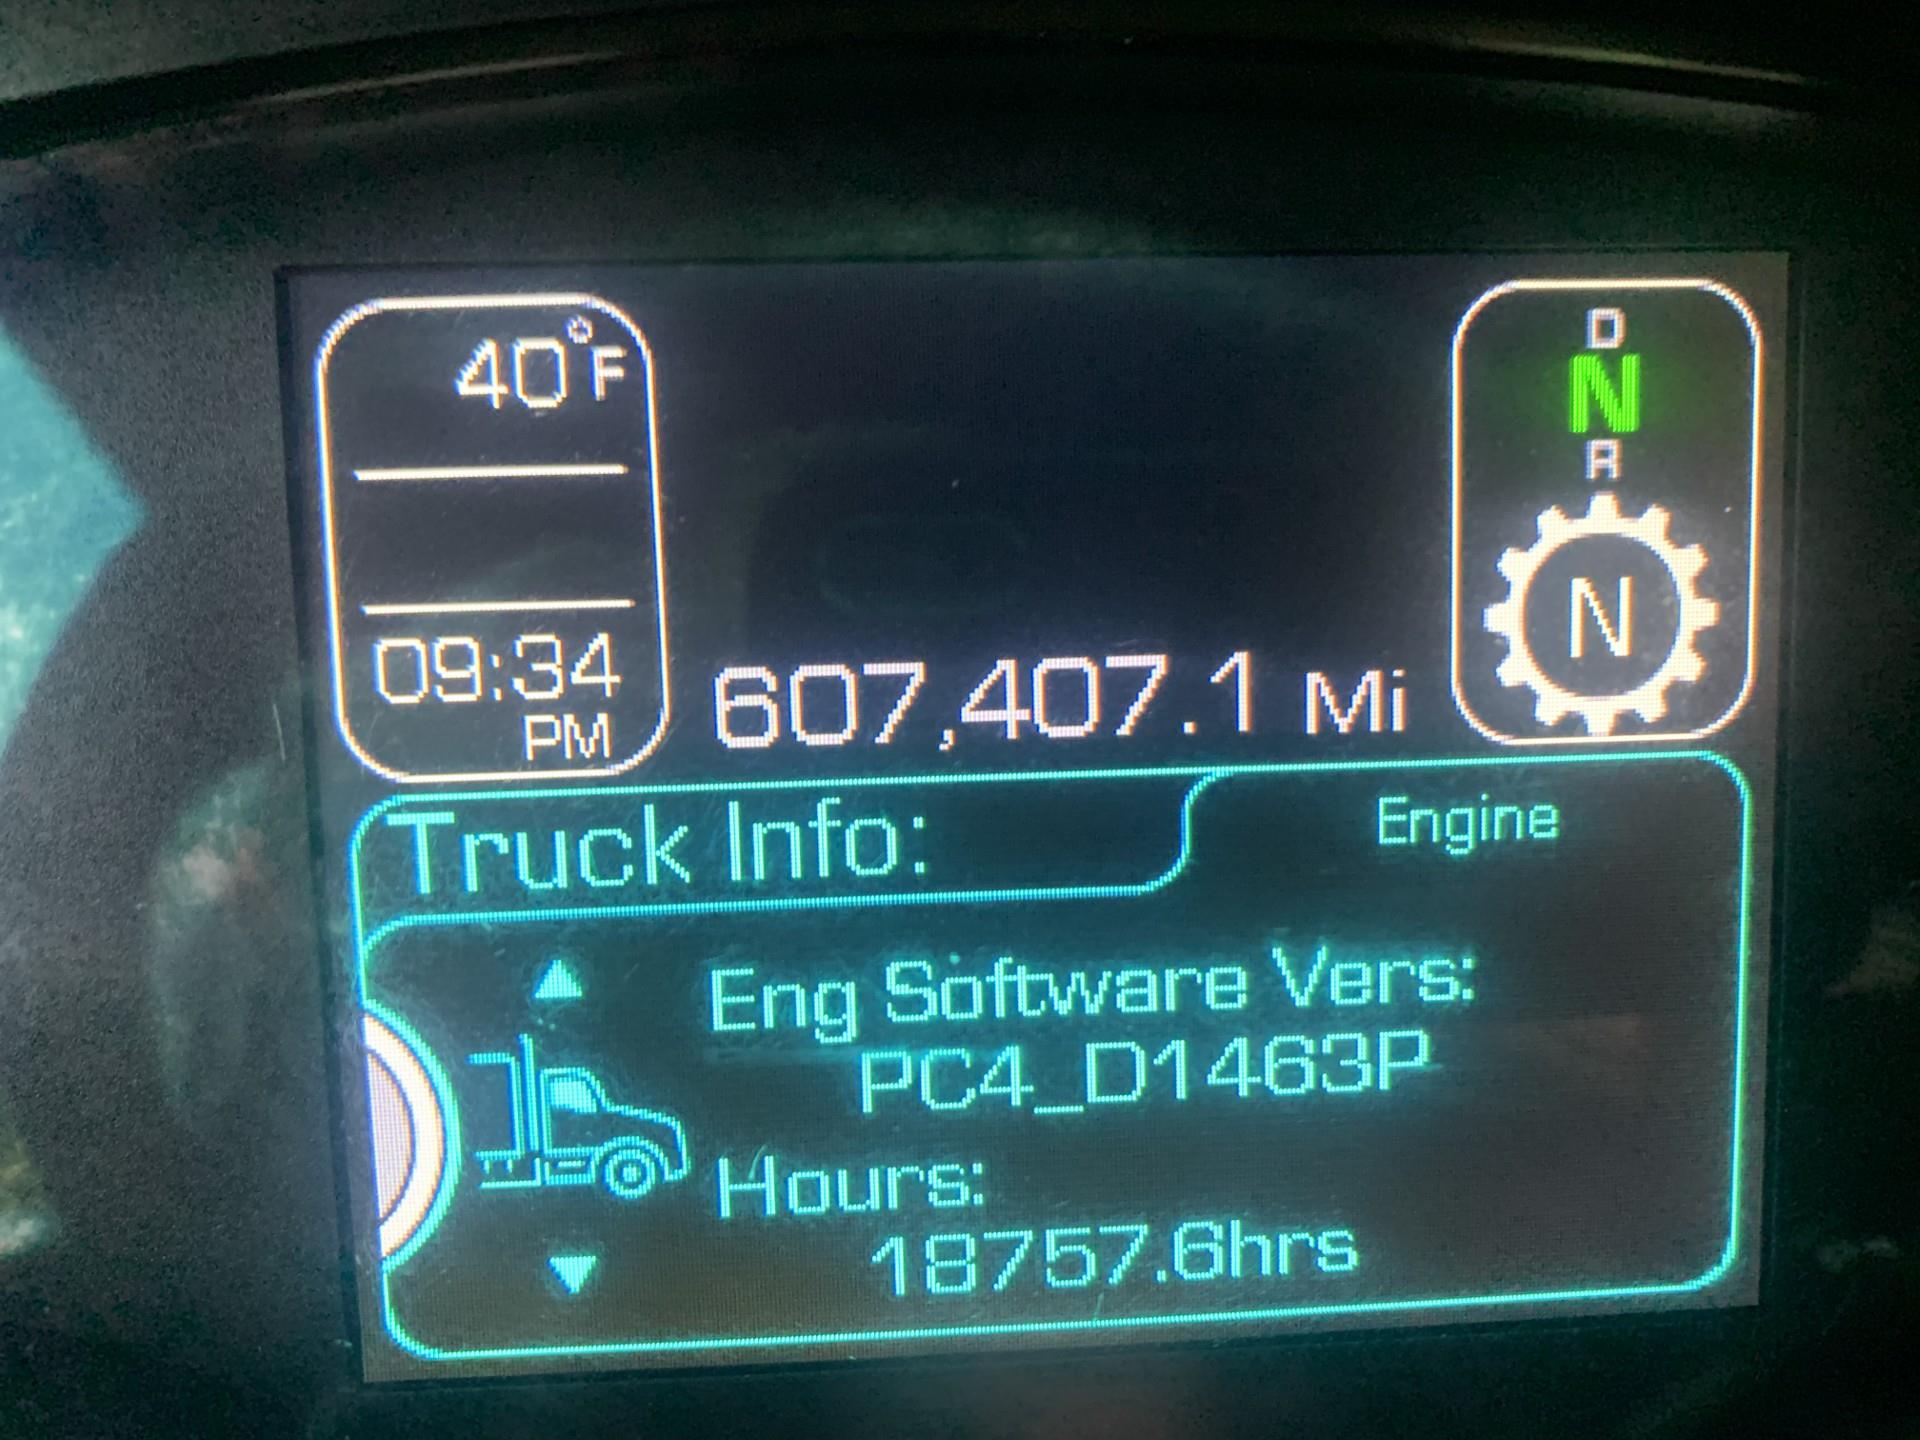 40°F
09:34
PM
607,407.1 Mi
D
N
R
N
Truck Info:
Engine
Eng Software Vers:
PC4_D1463P
Hours:
18757.6hrs